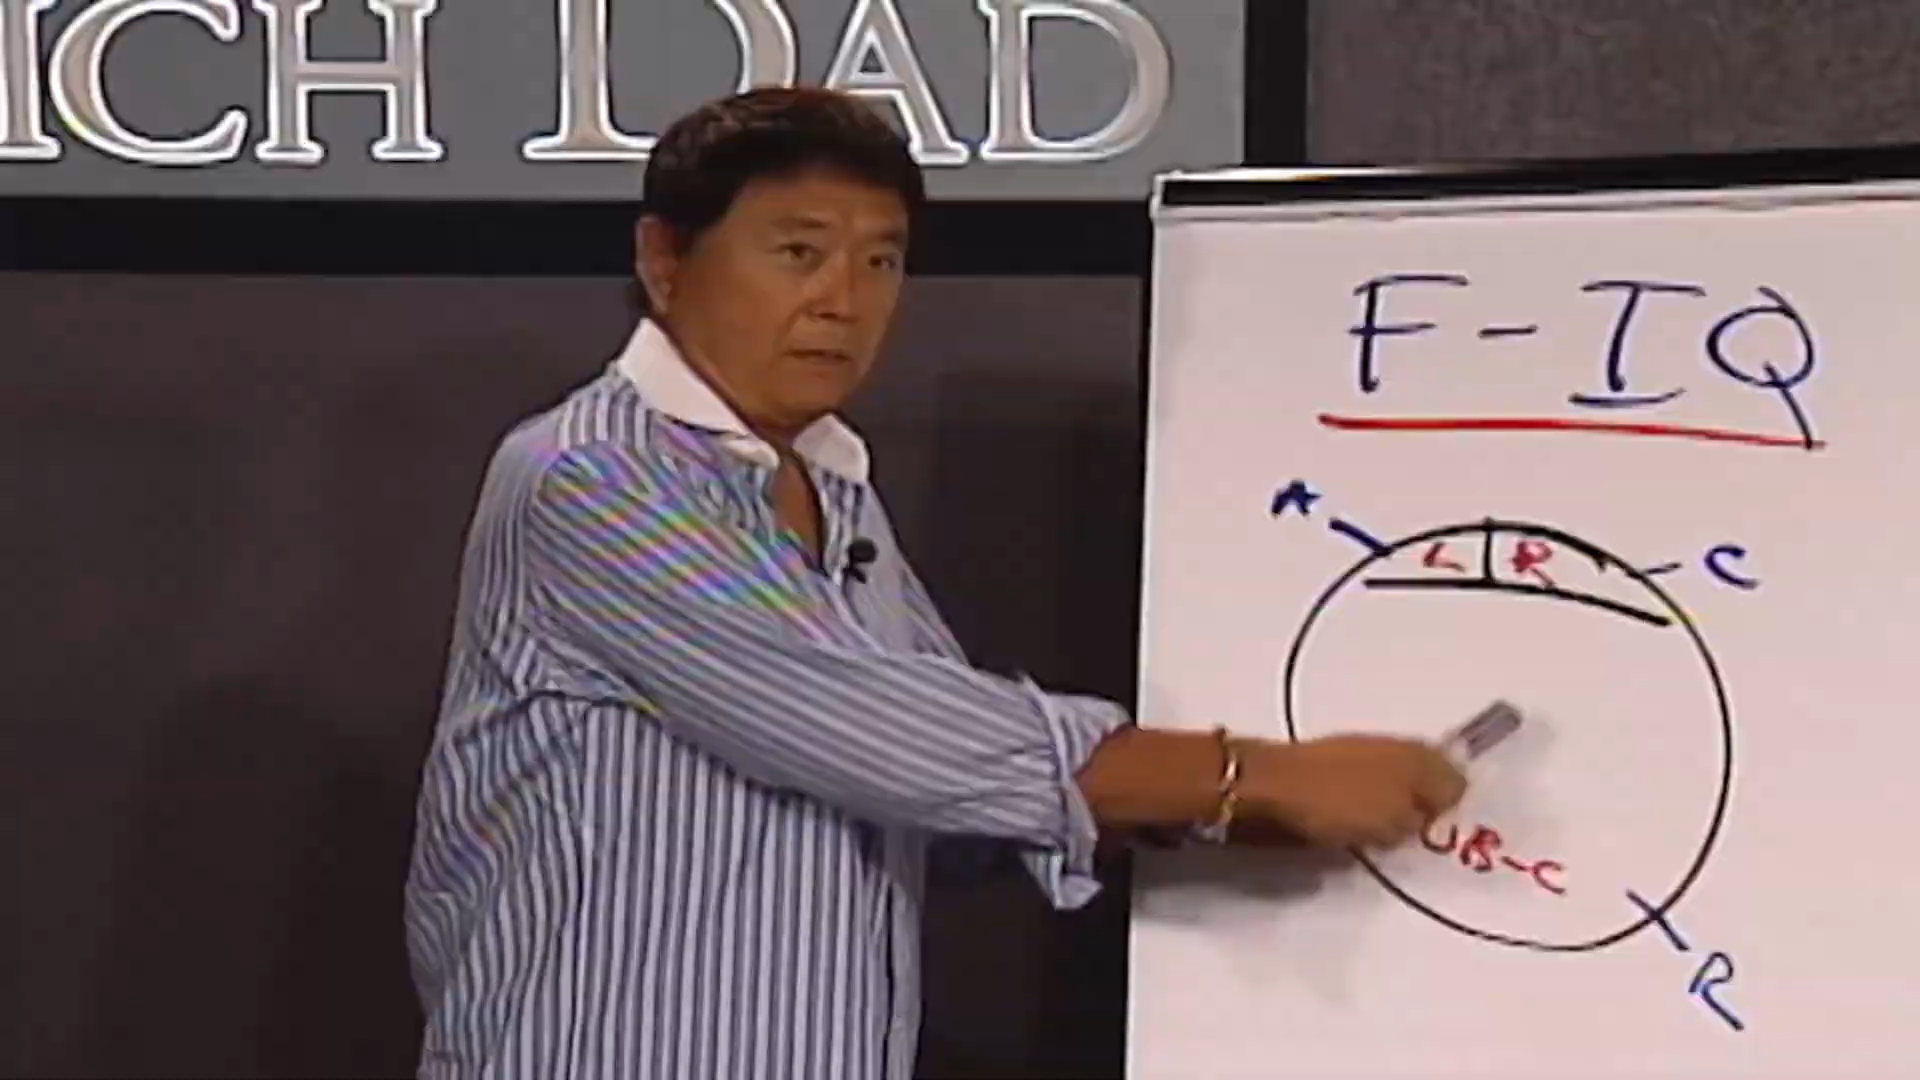 ICH DAD
F-IQ
A
L R
C
UB-C
R